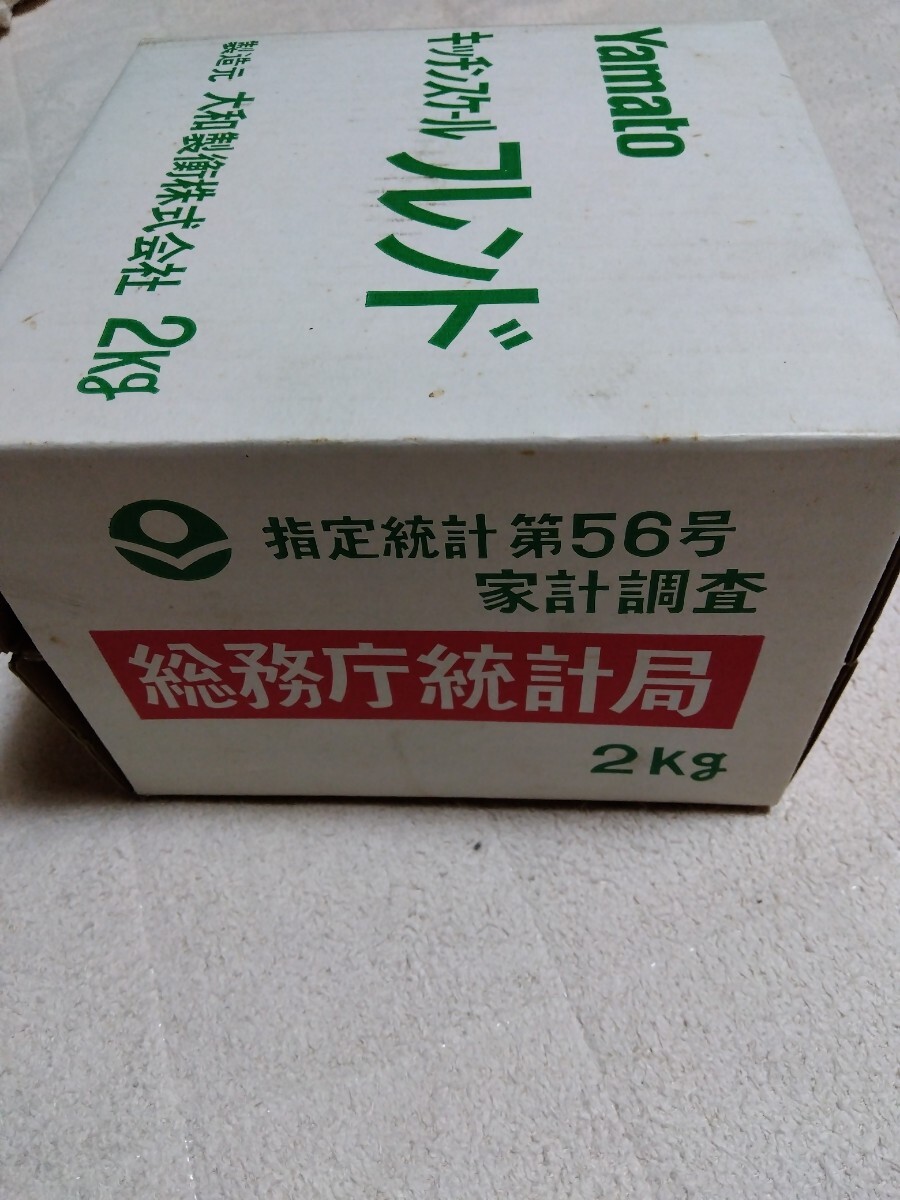 Yamato
キッチンスケール
フレンド
製造元 大和製衡株式会社 2kg
指定統計第56号
家計調査
総務庁統計局
2kg